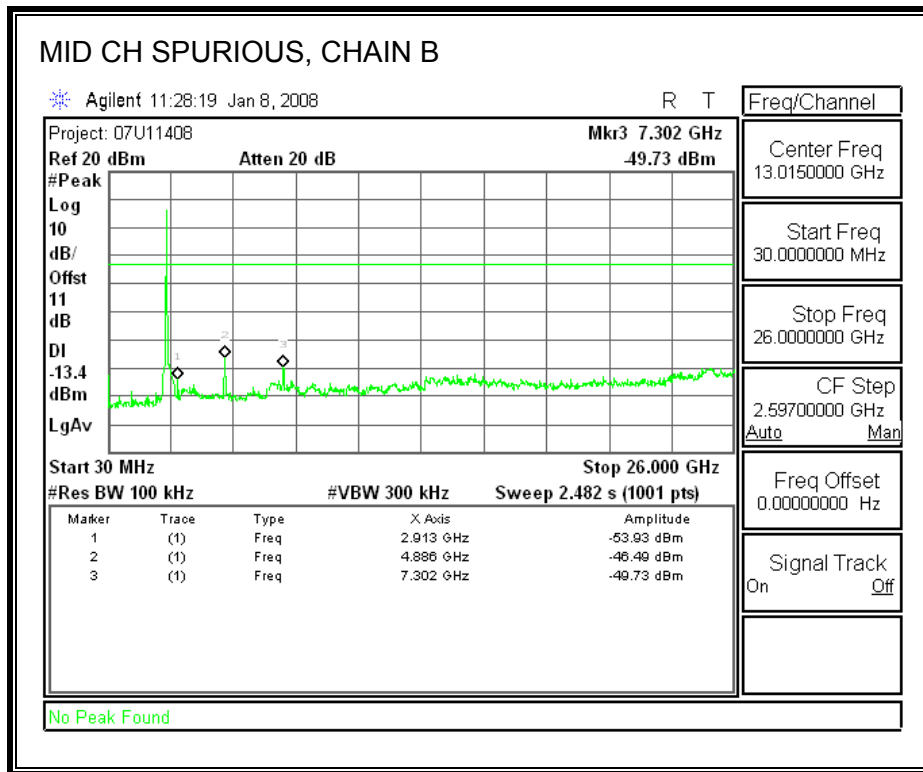 MID CH SPURIOUS, CHAIN B
Agilent 11:28:19 Jan 8, 2008 R T
Project: 07U11408 Mkr3 7.302 GHz
Ref 20 dBm Atten 20 dB -49.73 dBm
#Peak
Log
10
dB/
Offst
11
dB
DI
-13.4
dBm
LgAv
1
2
3
Start 30 MHz Stop 26.000 GHz
#Res BW 100 kHz #VBW 300 kHz Sweep 2.482 s (1001 pts)
Marker Trace Type X Axis Amplitude
1 (1) Freq 2.913 GHz -53.93 dBm
2 (1) Freq 4.886 GHz -46.49 dBm
3 (1) Freq 7.302 GHz -49.73 dBm
No Peak Found
Freq/Channel
Center Freq
13.0150000 GHz
Start Freq
30.0000000 MHz
Stop Freq
26.0000000 GHz
CF Step
2.59700000 GHz
Auto Man
Freq Offset
0.00000000 Hz
Signal Track
On Off